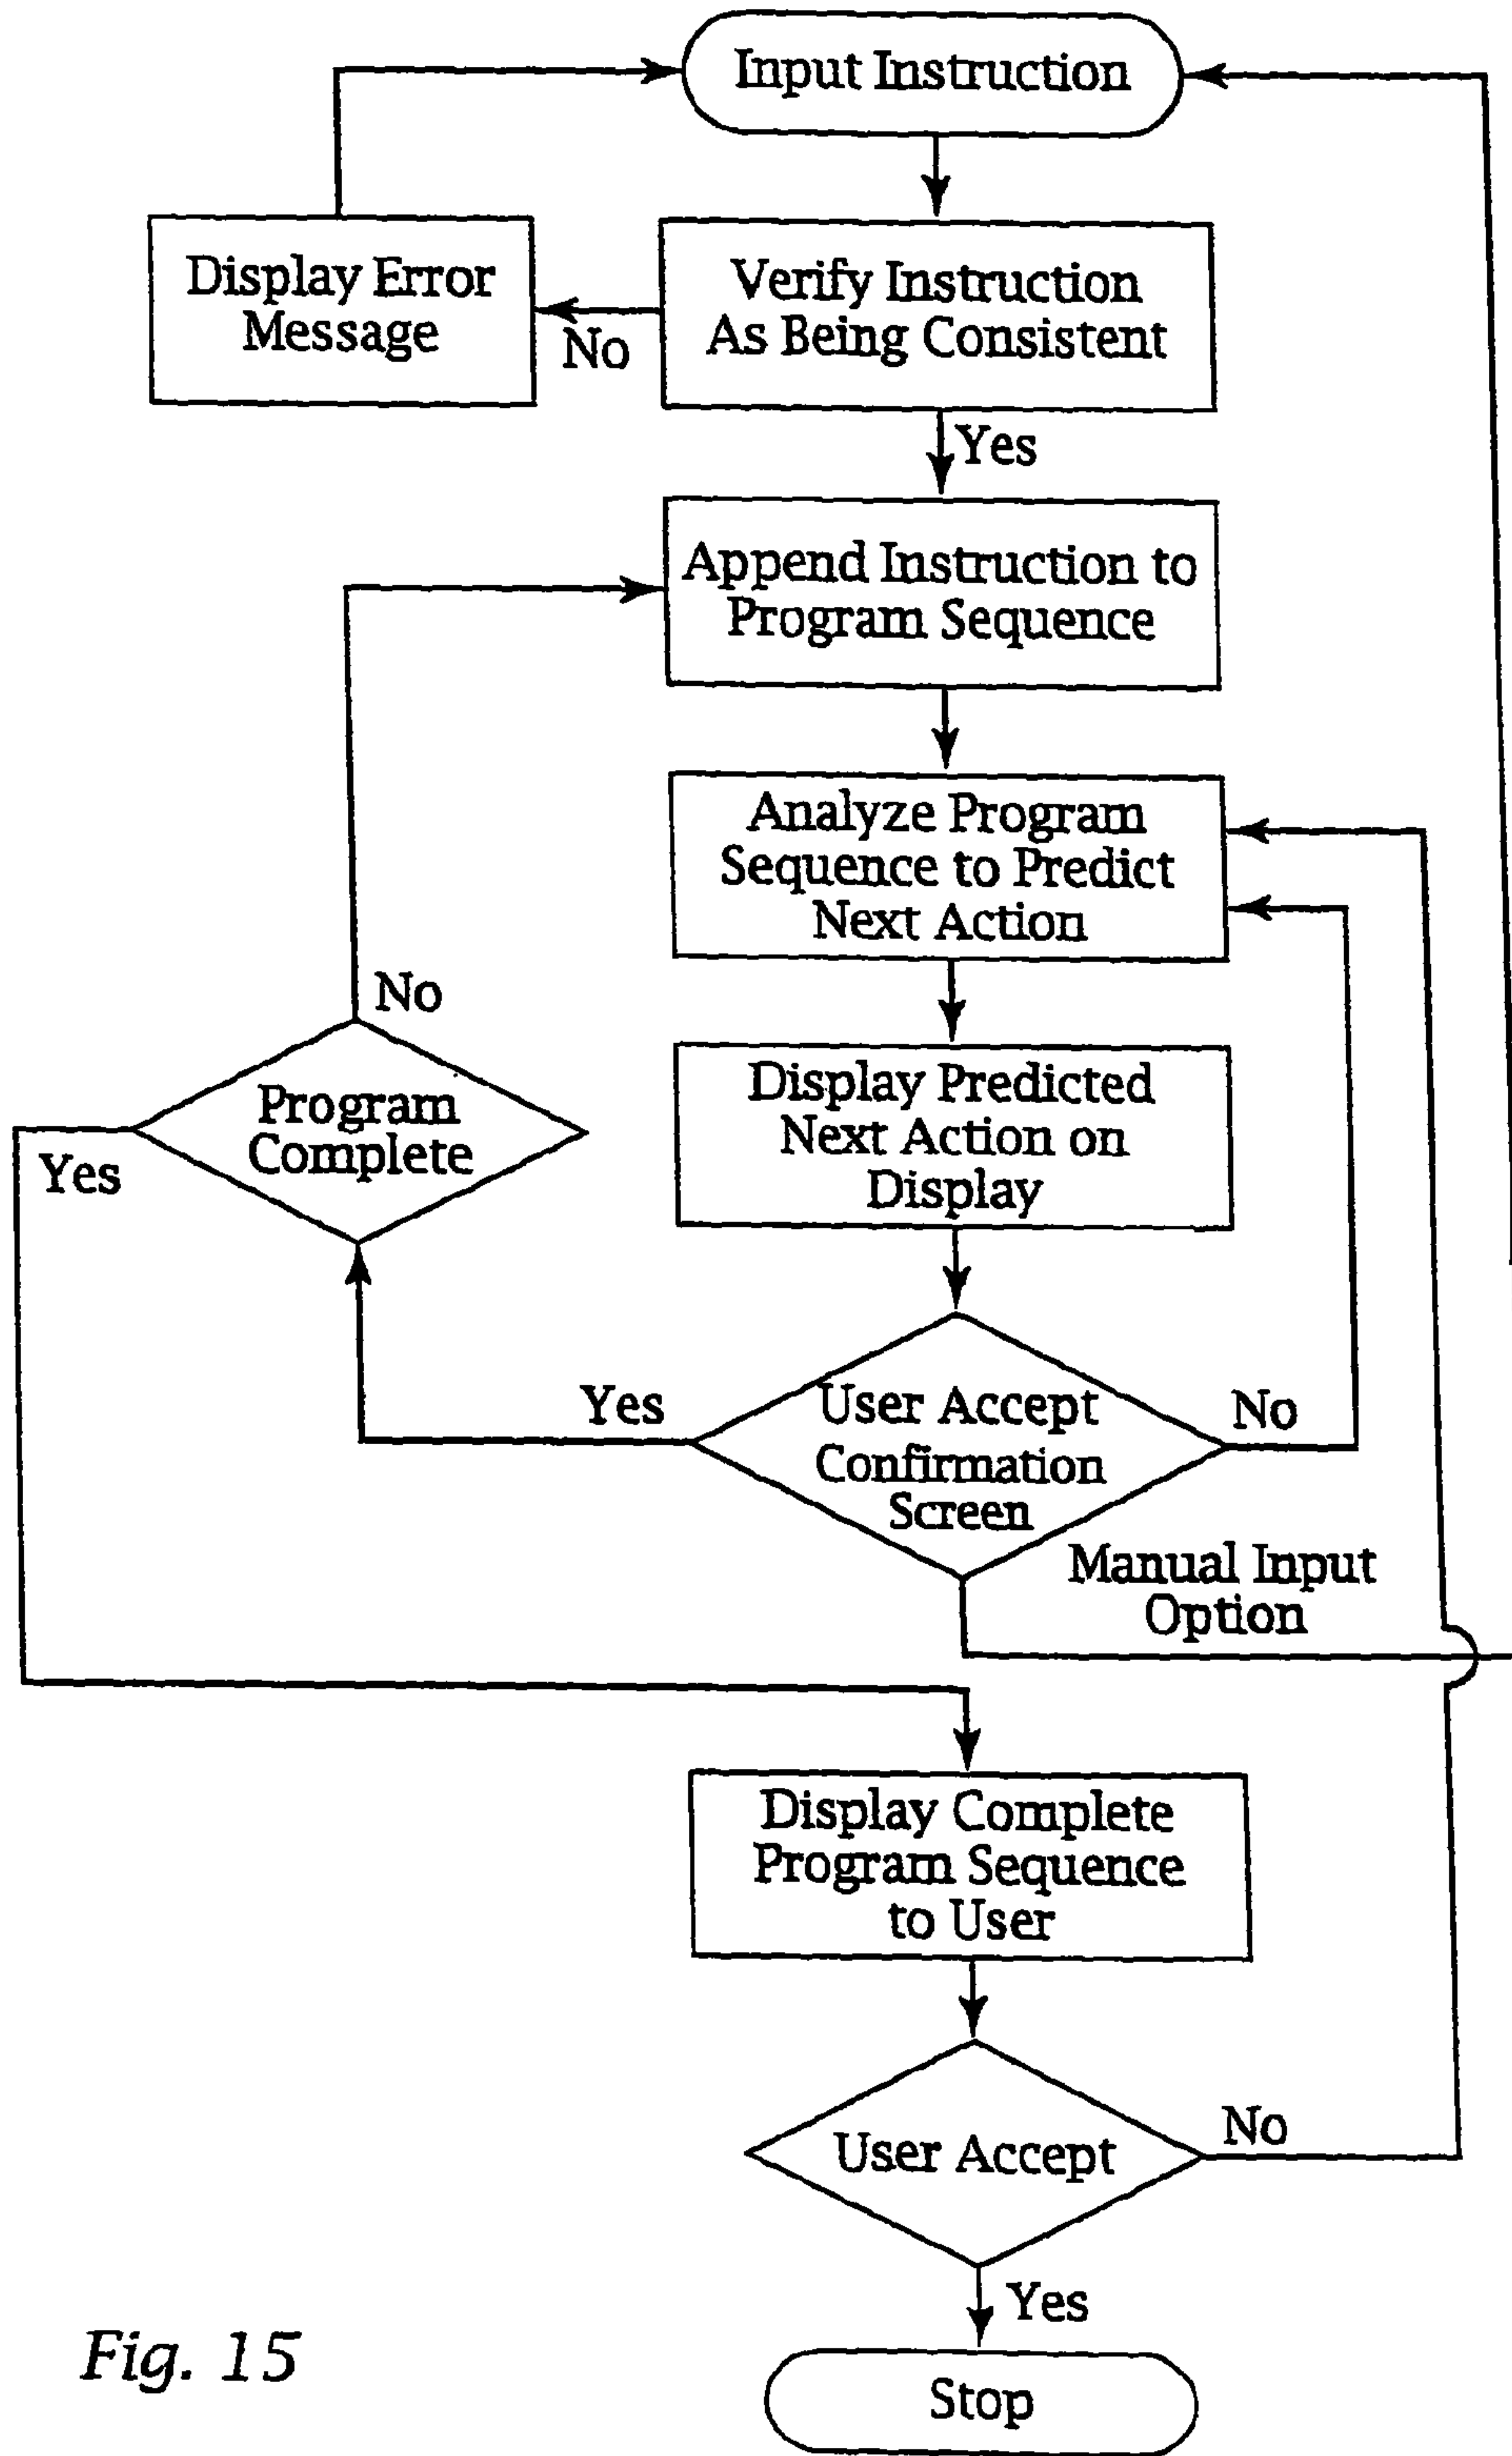 Input Instruction
Display Error
Message
No
Verify Instruction
As Being Consistent
Yes
Append Instruction to
Program Sequence
Analyze Program
Sequence to Predict
Next Action
No
Program
Complete
Yes
Display Predicted
Next Action on
Display
Yes
User Accept
Confirmation
Screen
No
Manual Input
Option
Display Complete
Program Sequence
to User
User Accept
No
Yes
Stop
Fig. 15